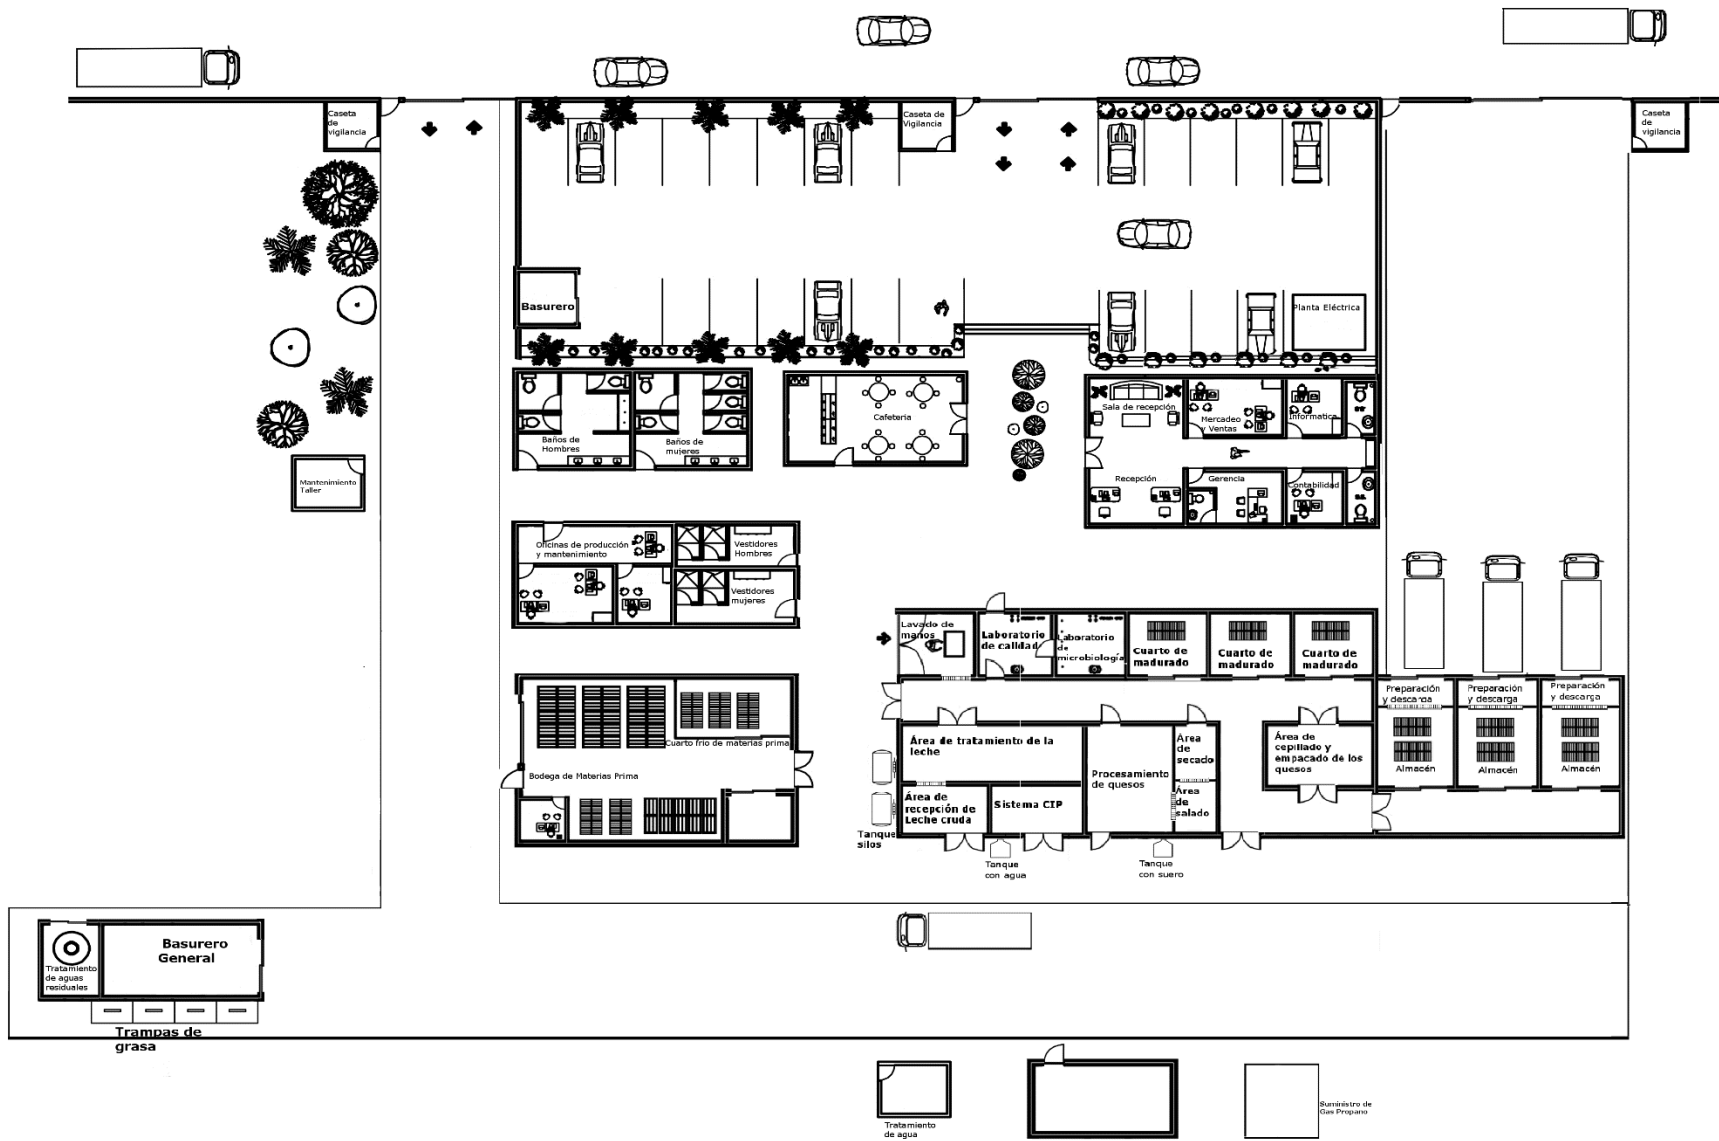 Caseta
de
vigilancia
Caseta de
Vigilancia
Caseta
de
vigilancia
Basurero
Planta Eléctrica
Baños de
Hombres
Baños de
mujeres
Cafeteria
Sala de recepción
Mercadeo
y Ventas
Informatica
Recepción
Gerencia
Contabilidad
Mantenimiento
Taller
Oficinas de producción
y mantenimiento
Vestidores
Hombres
Vestidores
mujeres
Lavado de
manos
Laboratorio
de calidad
Laboratorio
de
microbiología
Cuarto de
madurado
Cuarto de
madurado
Cuarto de
madurado
Preparación
y descarga
Preparación
y descarga
Preparación
y descarga
Cuarto frio de materias prima
Bodega de Materias Prima
Área de tratamiento de la
leche
Área
de
secado
Área de
cepillado y
empacado de los
quesos
Almacén
Almacén
Almacén
Procesamiento
de quesos
Área de
recepción de
Leche cruda
Sistema CIP
Área
de
salado
Tanque
silos
Tanque
con agua
Tanque
con suero
Basurero
General
Tratamiento
de aguas
residuales
Trampas de
grasa
Tratamiento
de agua
Suministro de
Gas Propano